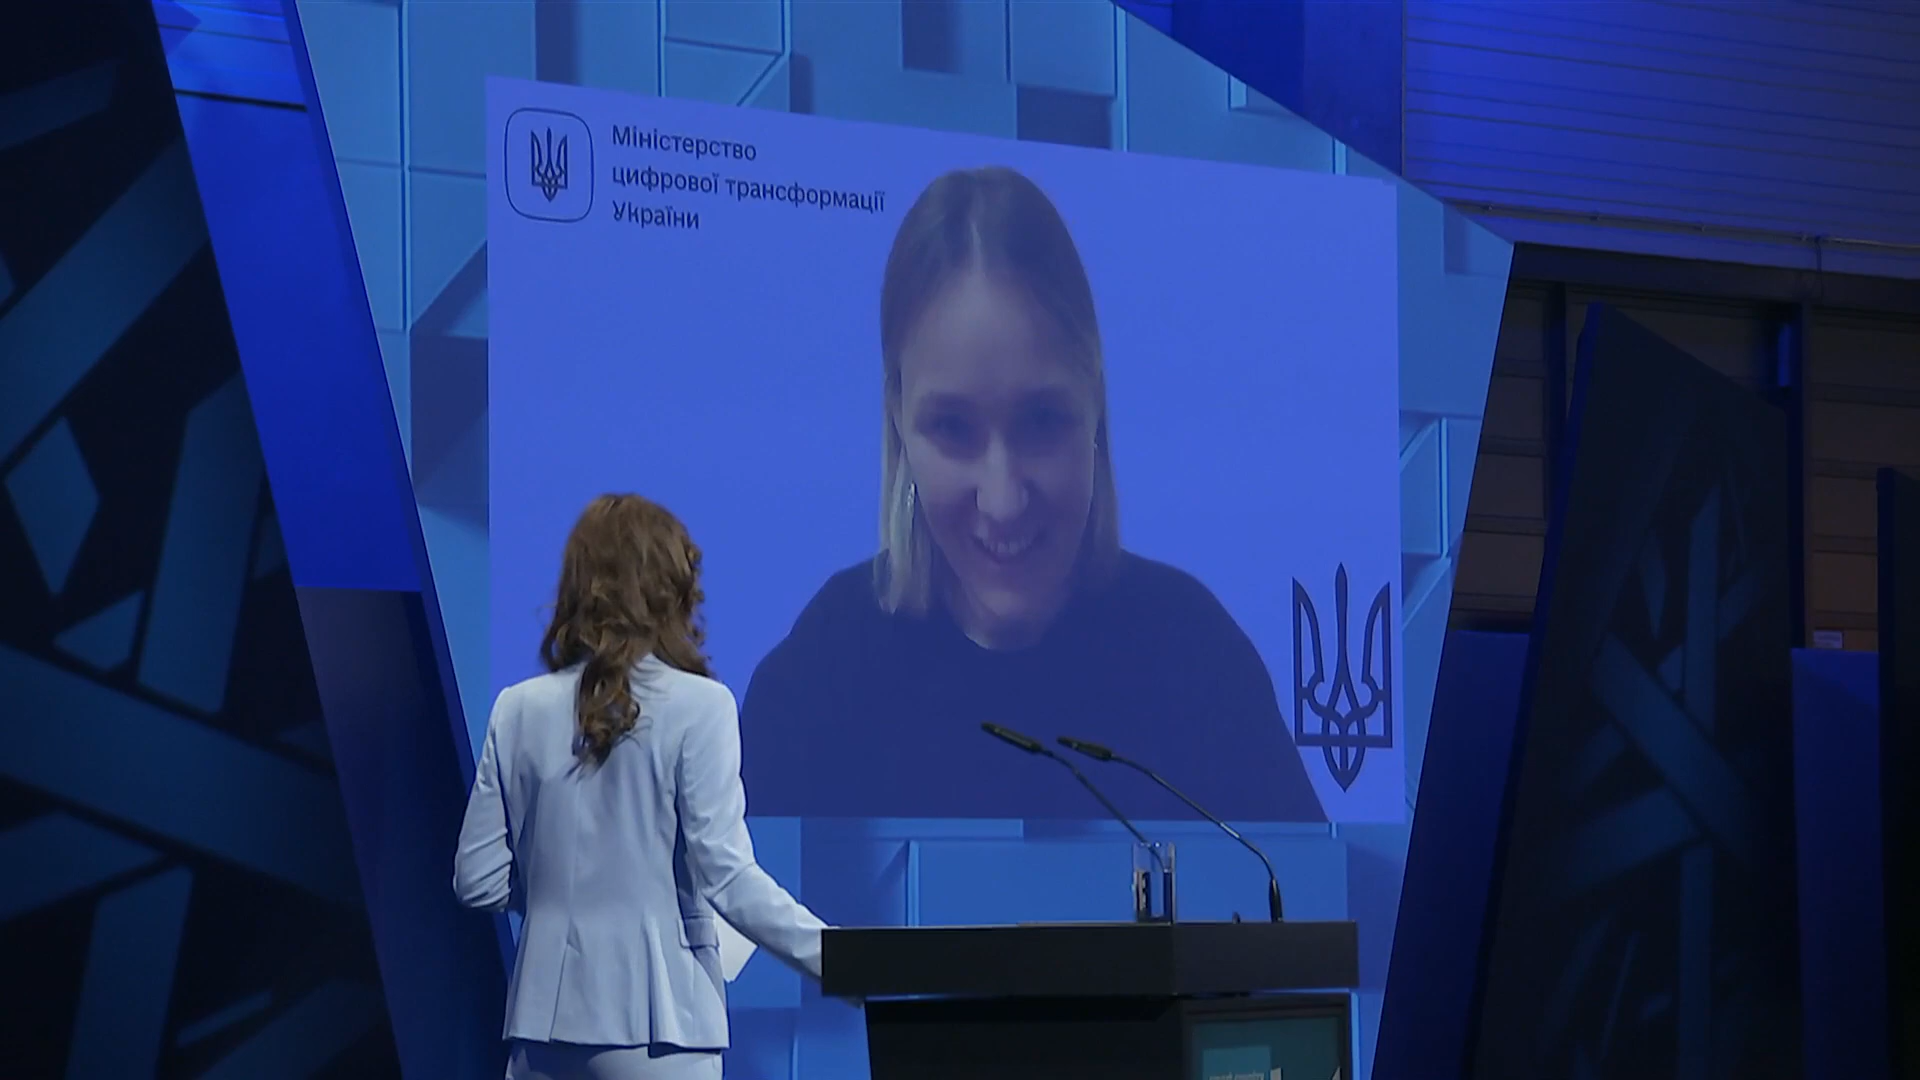 Міністерство
цифрової трансформації
України